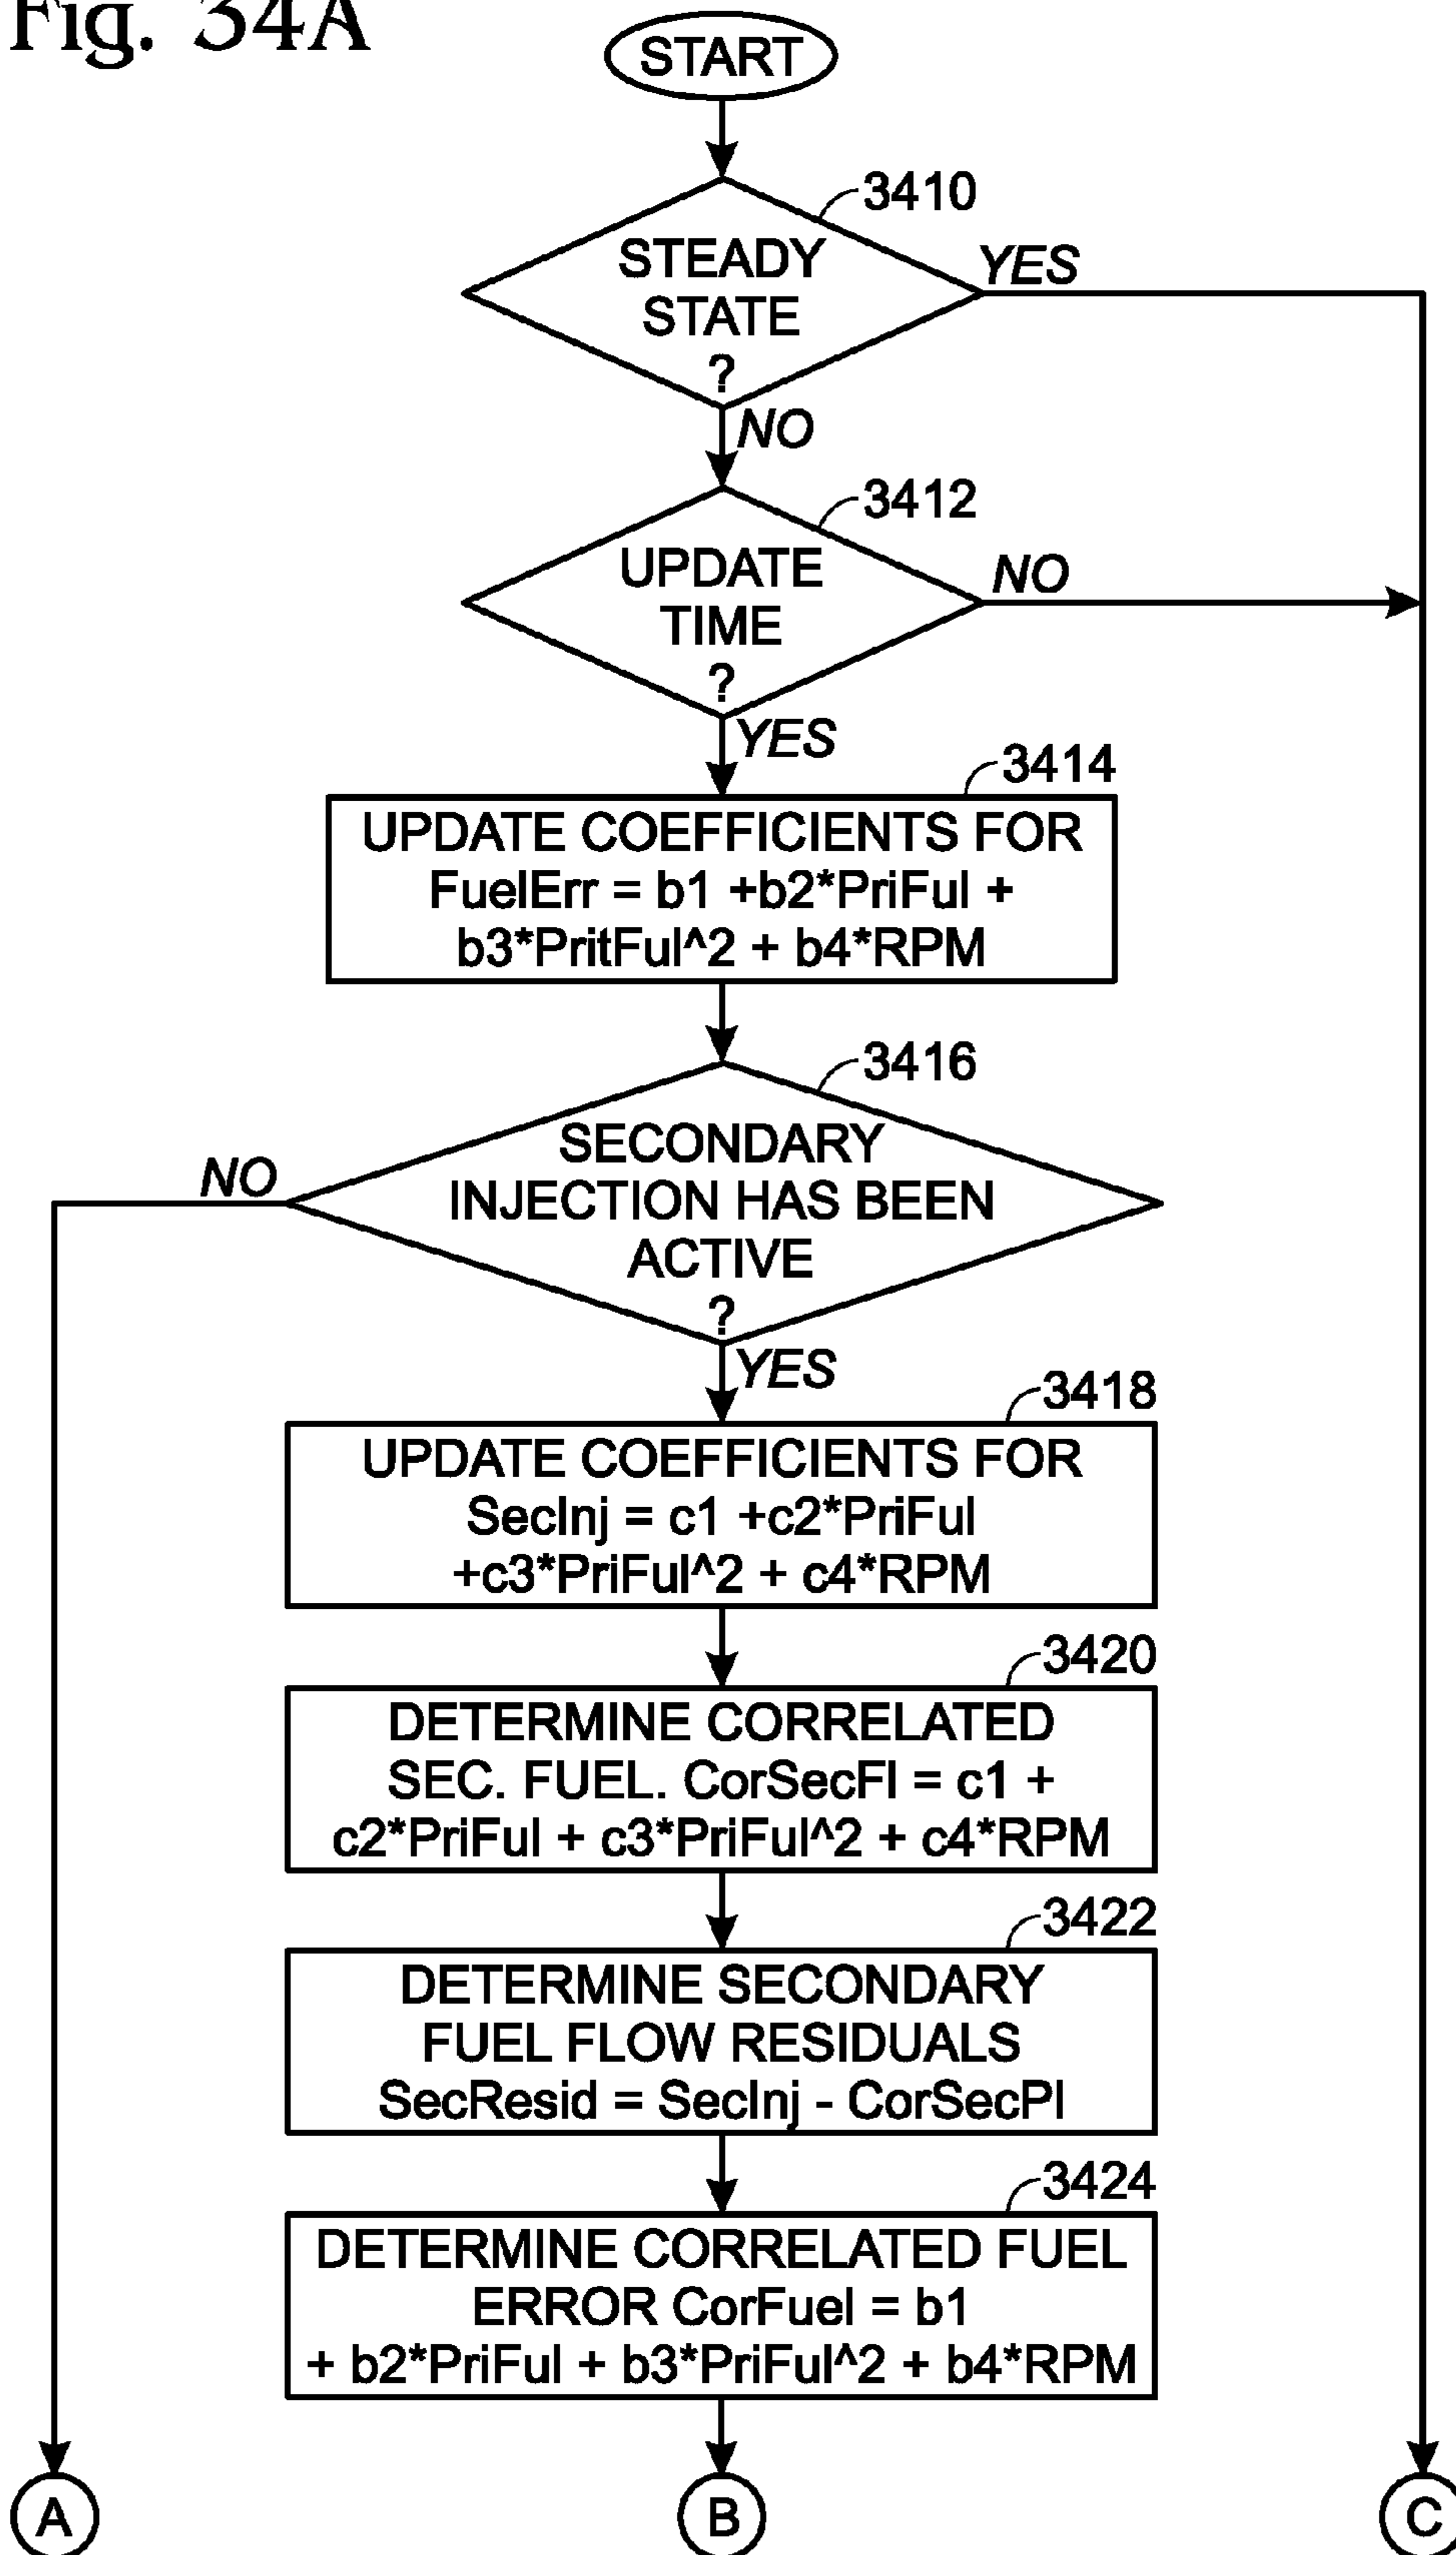 Fig. 34A
START
3410
STEADY
STATE
?
YES
NO
3412
UPDATE
TIME
?
NO
YES
3414
UPDATE COEFFICIENTS FOR
FuelErr = b1 +b2*PriFul +
b3*PritFul^2 + b4*RPM
3416
SECONDARY
INJECTION HAS BEEN
ACTIVE
?
NO
YES
3418
UPDATE COEFFICIENTS FOR
SecInj = c1 +c2*PriFul
+c3*PriFul^2 + c4*RPM
3420
DETERMINE CORRELATED
SEC. FUEL. CorSecFl = c1 +
c2*PriFul + c3*PriFul^2 + c4*RPM
3422
DETERMINE SECONDARY
FUEL FLOW RESIDUALS
SecResid = SecInj - CorSecPl
3424
DETERMINE CORRELATED FUEL
ERROR CorFuel = b1
+ b2*PriFul + b3*PriFul^2 + b4*RPM
A
B
C